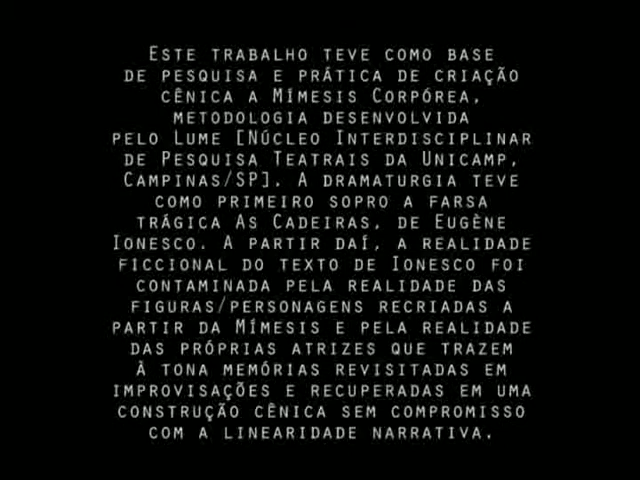 Este trabalho teve como base
de pesquisa e prática de criação
cênica a Mímesis Corpórea,
metodologia desenvolvida
pelo Lume [Núcleo Interdisciplinar
de Pesquisa Teatrais da Unicamp,
Campinas/SP]. A dramaturgia teve
como primeiro sopro a farsa
trágica As Cadeiras, de Eugène
Ionesco. A partir daí, a realidade
ficcional do texto de Ionesco foi
contaminada pela realidade das
figuras/personagens recriadas a
partir da Mímesis e pela realidade
das próprias atrizes que trazem
à tona memórias revisitadas em
improvisações e recuperadas em uma
construção cênica sem compromisso
com a linearidade narrativa.